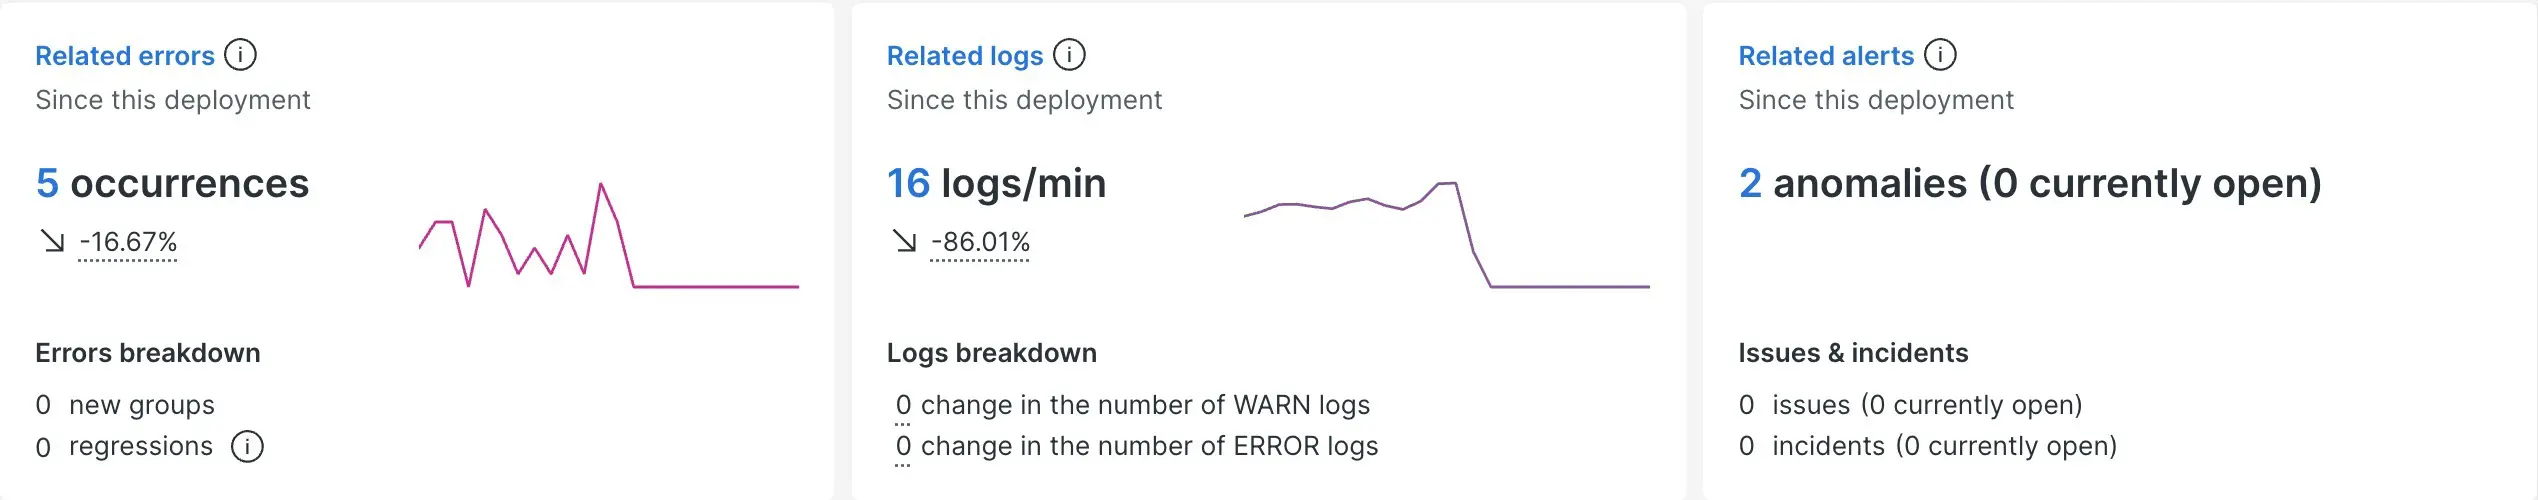 Related errors
Since this deployment
5 occurrences
-16.67%
Errors breakdown
0 new groups
0 regressions
Related logs
Since this deployment
16 logs/min
-86.01%
Logs breakdown
0 change in the number of WARN logs
0 change in the number of ERROR logs
Related alerts
Since this deployment
2 anomalies (0 currently open)
Issues & incidents
0 issues (0 currently open)
0 incidents (0 currently open)